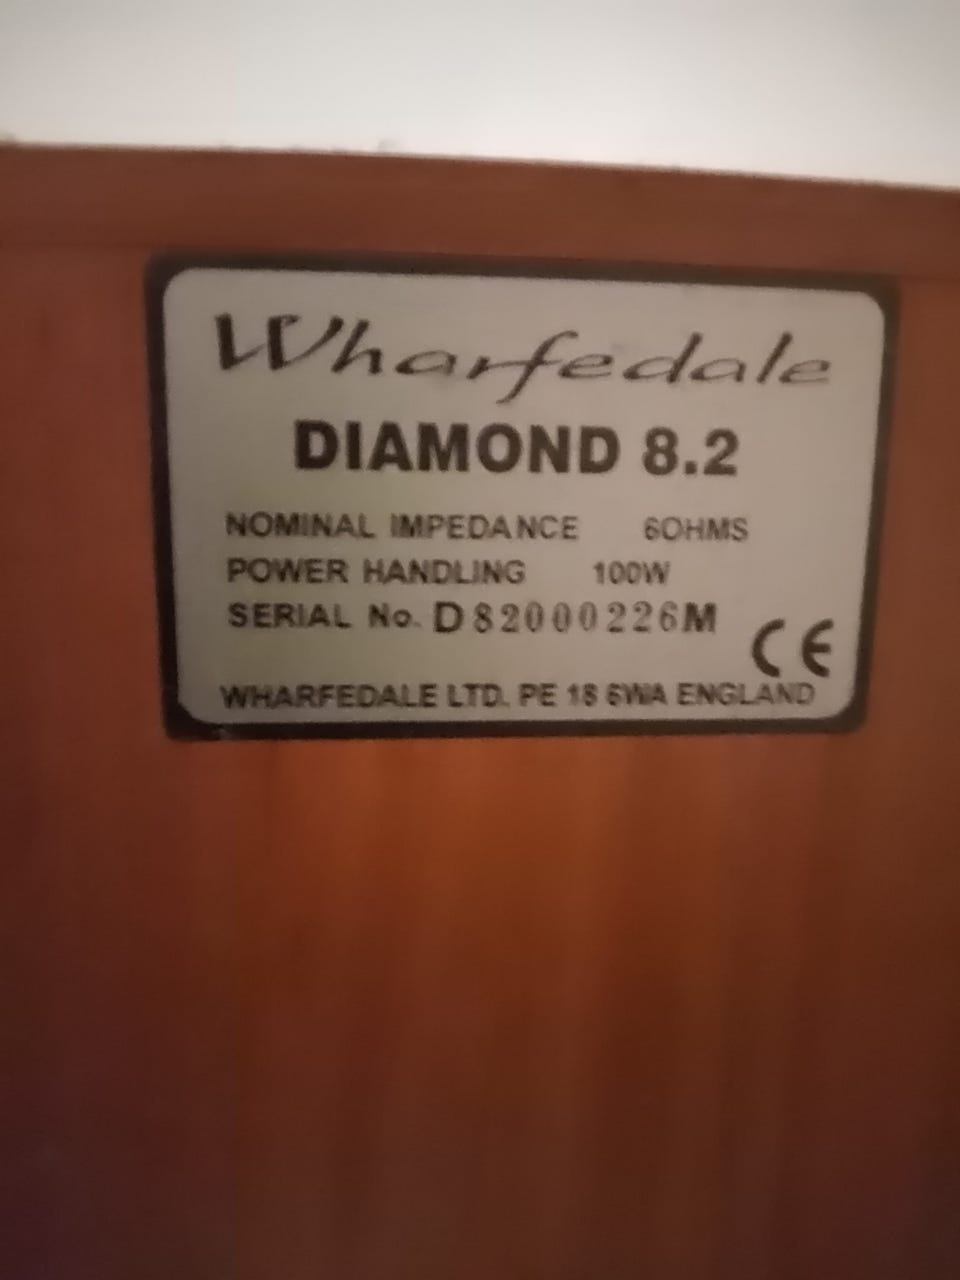 Wharfedale
DIAMOND 8.2
NOMINAL IMPEDANCE 6OHMS
POWER HANDLING 100W
SERIAL No. D82000226M
CE
WHARFEDALE LTD. PE 18 6WA ENGLAND